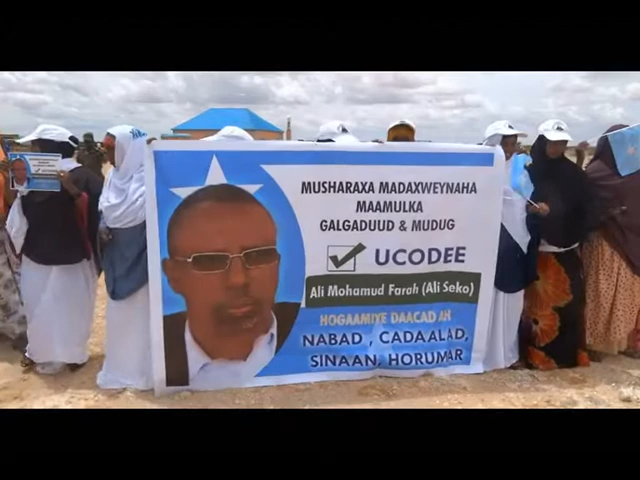 MUSHARAXA MADAXWEYNAHA
MAAMULKA
GALGADUUD & MUDUG
UCODEE
Ali Mohamud Farah (Ali Seko)
HOGAAMIYE DAACAD AH
NABAD, CADAALAD,
SINAAN, HORUMAR